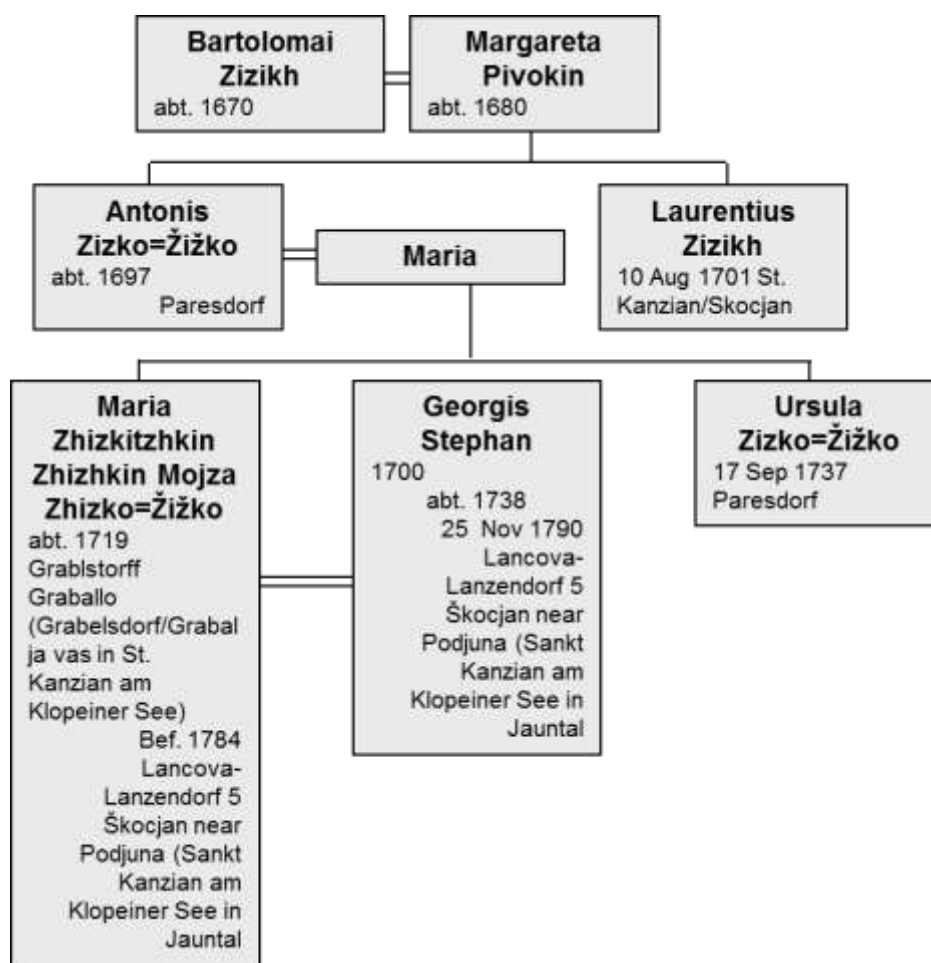 Bartolomai
Zizikh
abt. 1670
Margareta
Pivokin
abt. 1680
Antonis
Zizko=Žižko
abt. 1697
Paresdorf
Maria
Laurentius
Zizikh
10 Aug 1701 St.
Kanzian/Skocjan
Maria
Zhizkitzhkin
Zhizhkin Mojza
Zhizko=Žižko
abt. 1719
Grablstorff
Graballo
(Grabelsdorf/Grabal
ja vas in St.
Kanzian am
Klopeiner See)
Bef. 1784
Lancova-
Lanzendorf 5
Škocjan near
Podjuna (Sankt
Kanzian am
Klopeiner See in
Jauntal
Georgis
Stephan
1700
abt. 1738
25 Nov 1790
Lancova-
Lanzendorf 5
Škocjan near
Podjuna (Sankt
Kanzian am
Klopeiner See in
Jauntal
Ursula
Zizko=Žižko
17 Sep 1737
Paresdorf